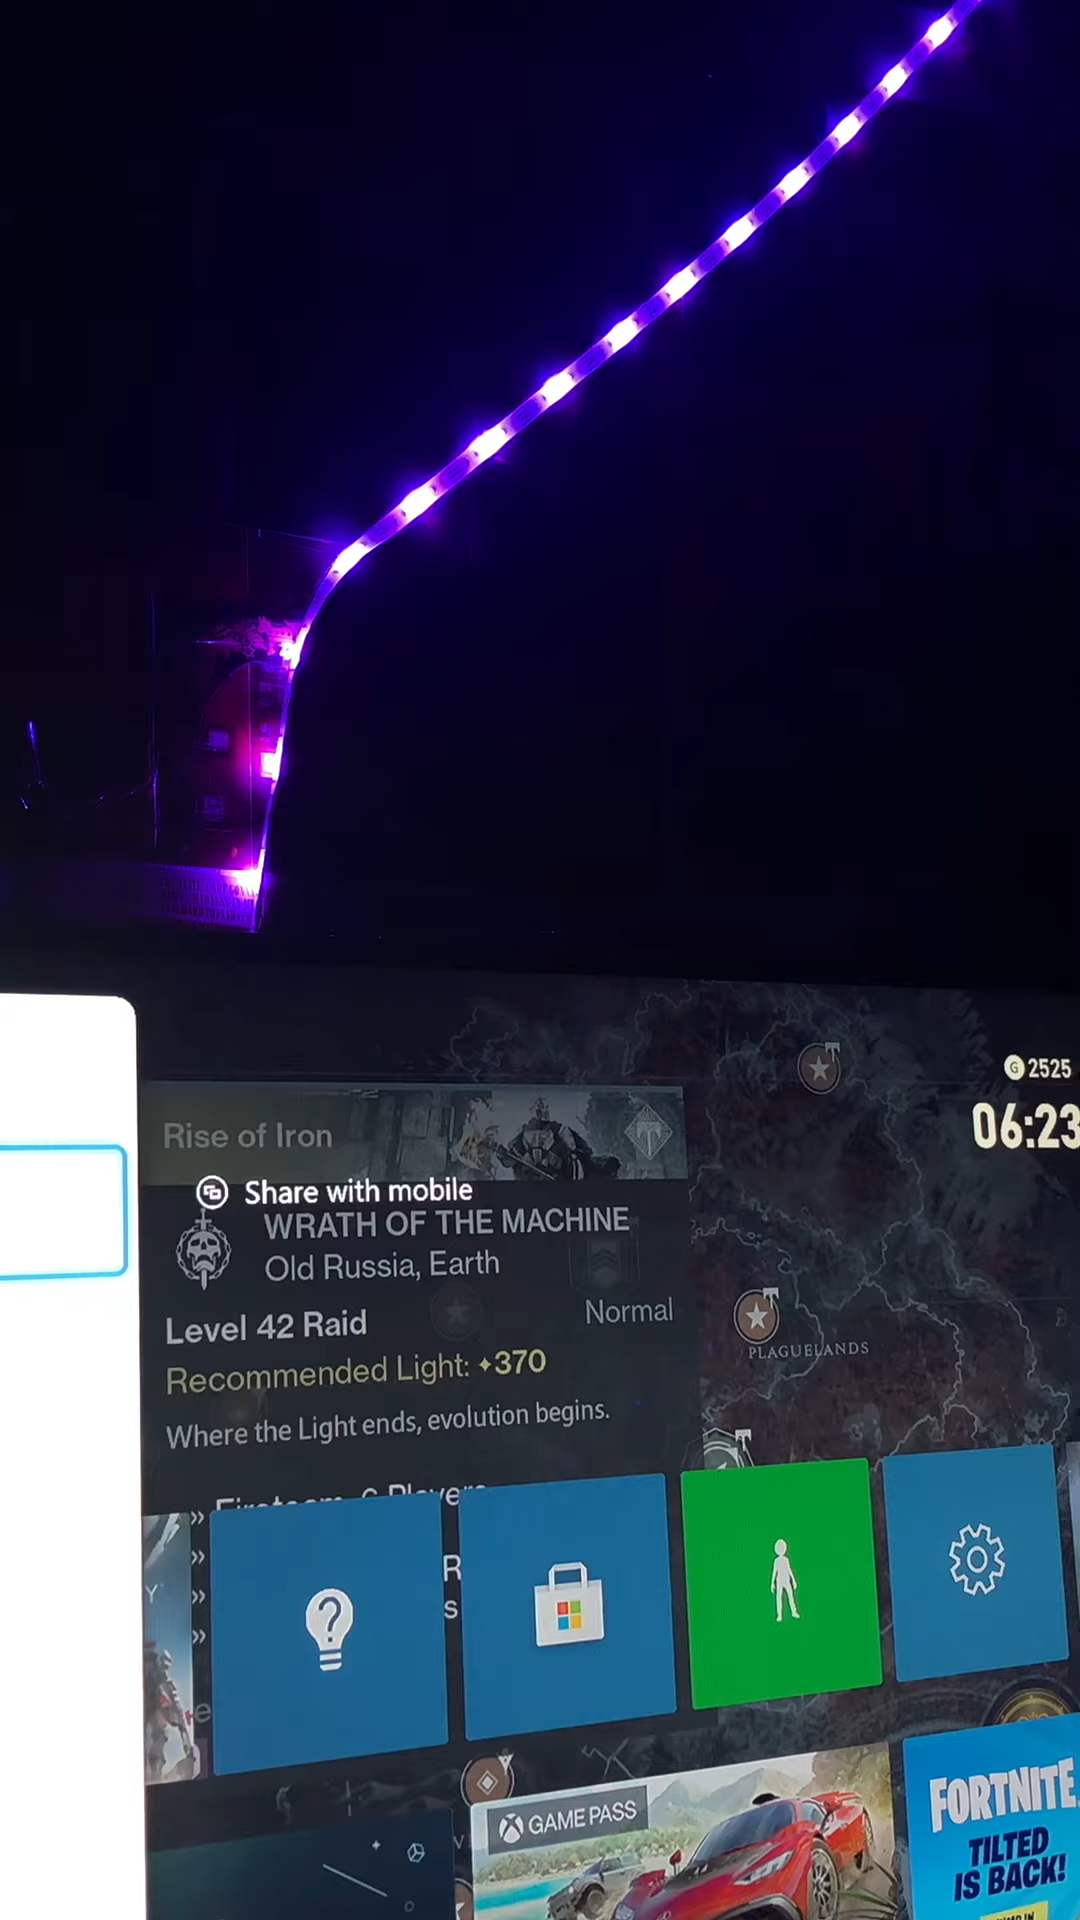 2525
06:23
Rise of Iron
Share with mobile
WRATH OF THE MACHINE
Old Russia, Earth
Level 42 Raid
Normal
Recommended Light: 370
Where the Light ends, evolution begins.
PLAGUELANDS
GAME PASS
FORTNITE
TILTED
IS BACK!